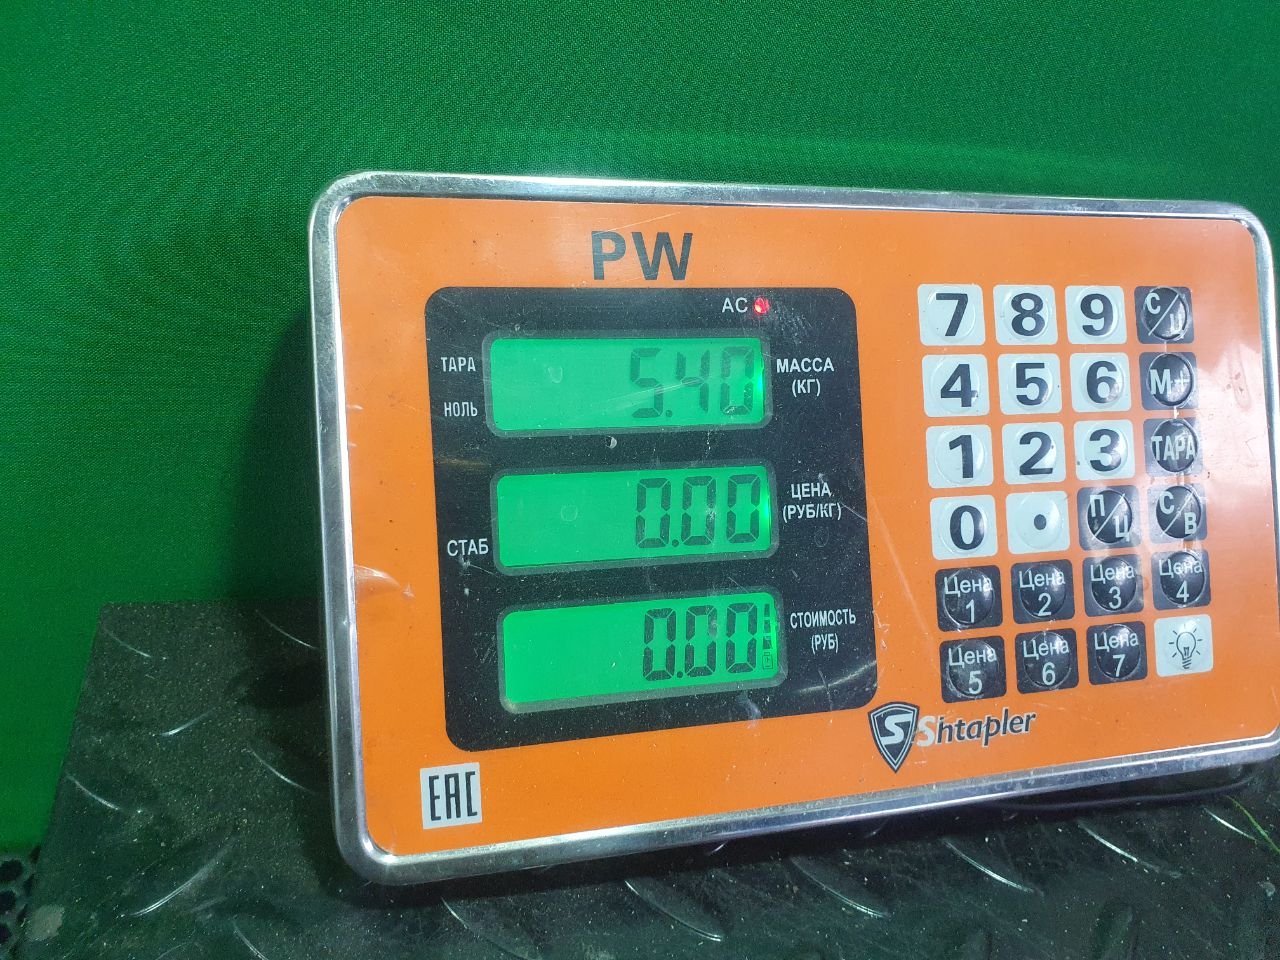 PW
AC
ТАРА
НОЛЬ
5.40
МАССА
(КГ)
СТАБ
0.00
ЦЕНА
(РУБ/КГ)
0.00
СТОИМОСТЬ
(РУБ)
7 8 9 С/П
4 5 6 М+
1 2 3 ТАРА
0 . П/Ц С/В
Цена 1 Цена 2 Цена 3 Цена 4
Цена 5 Цена 6 Цена 7
S Shtapler
EAC